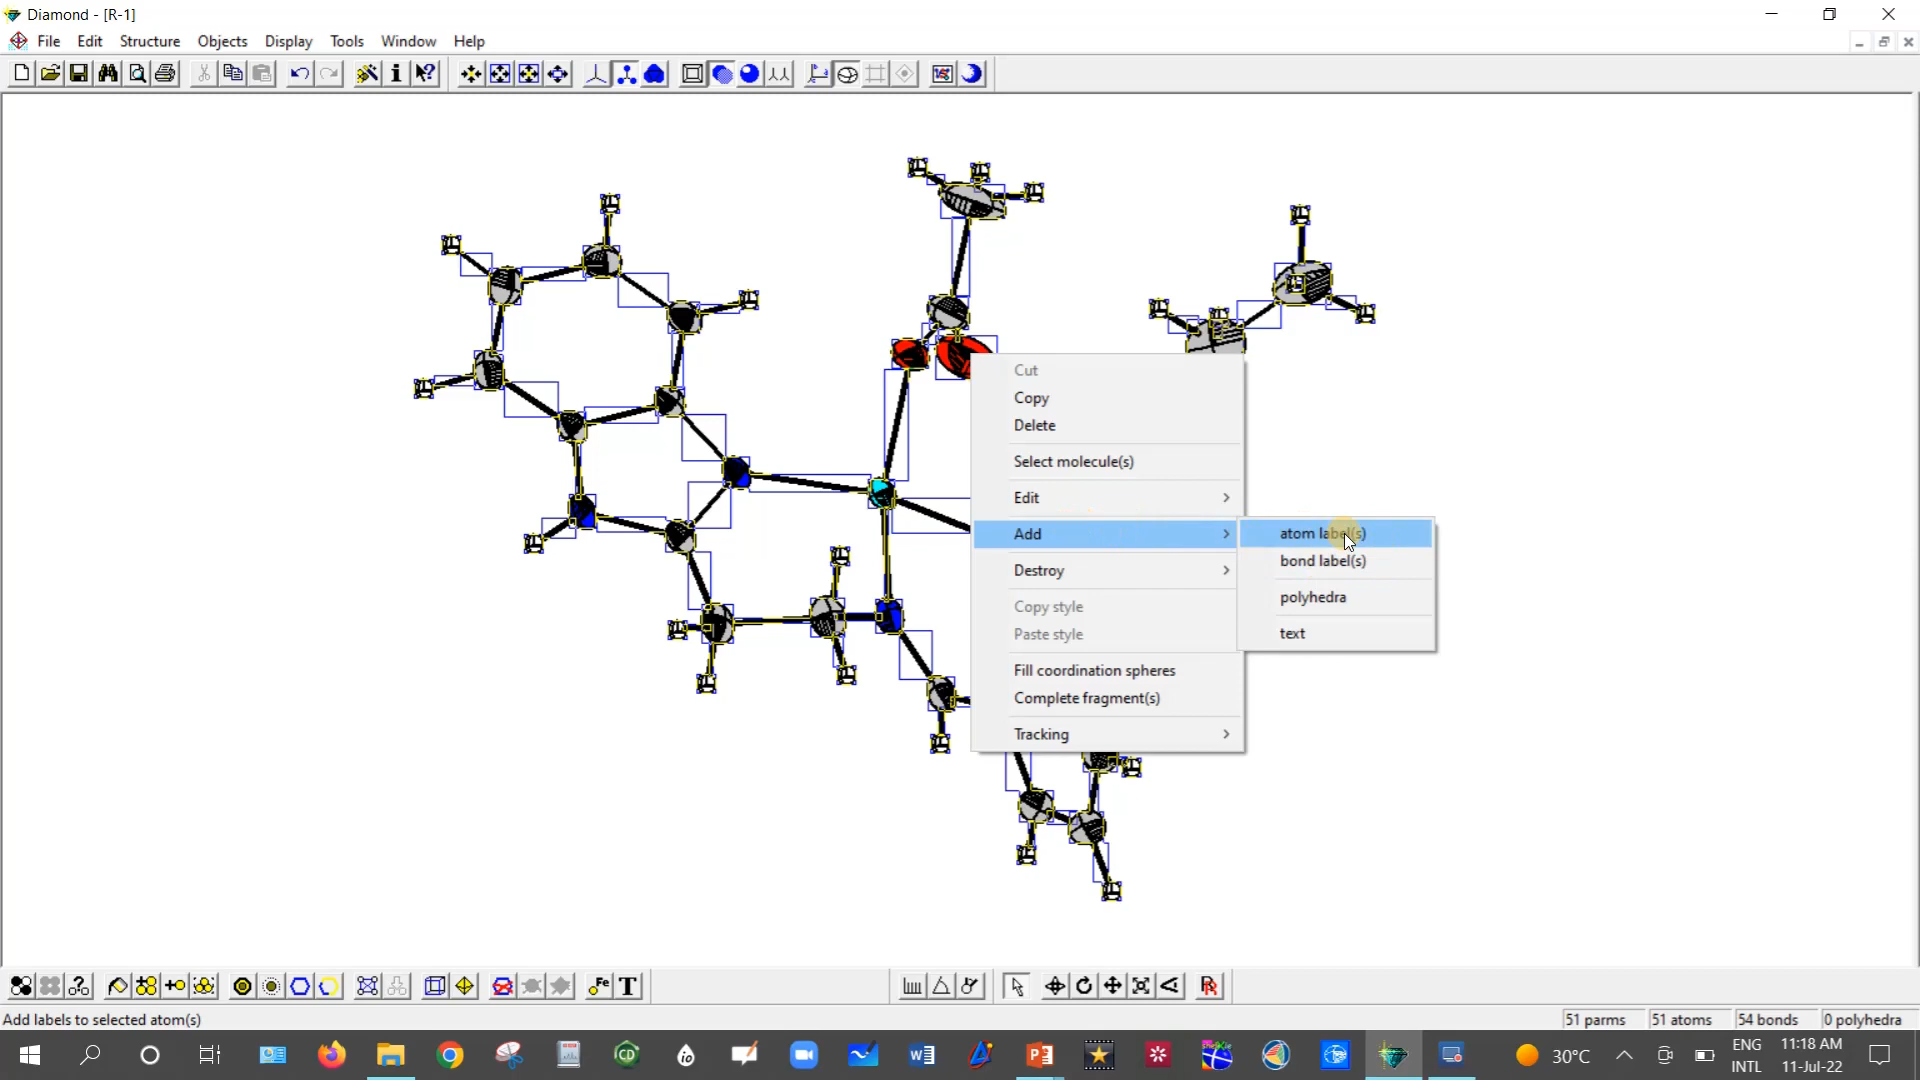 Diamond - [R-1]
File Edit Structure Objects Display Tools Window Help
Cut
Copy
Delete
Select molecule(s)
Edit
Add
atom label(s)
bond label(s)
Destroy
polyhedra
Copy style
text
Paste style
Fill coordination spheres
Complete fragment(s)
Tracking
Fe T
Add labels to selected atom(s) 51 parms 51 atoms 54 bonds 0 polyhedra
30°C ENG 11:18 AM
INTL 11-Jul-22